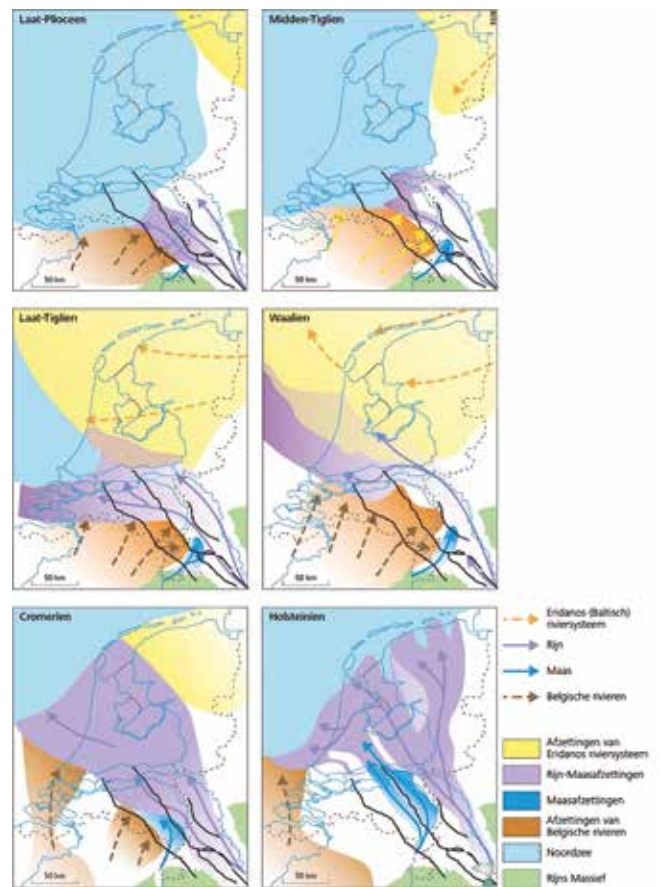 Laat-Plioceen
50 km
Midden-Tiglien
50 km
Laat-Tiglien
50 km
Waalien
50 km
Cromerien
50 km
Holsteinien
50 km
Eridanos-(Baltisch)
riviersysteem
Rijn
Maas
Belgische rivieren
Afzettingen van
Eridanos riviersysteem
Rijn-Maasafzettingen
Maasafzettingen
Afzettingen van
Belgische rivieren
Noordzee
Rijns Massief